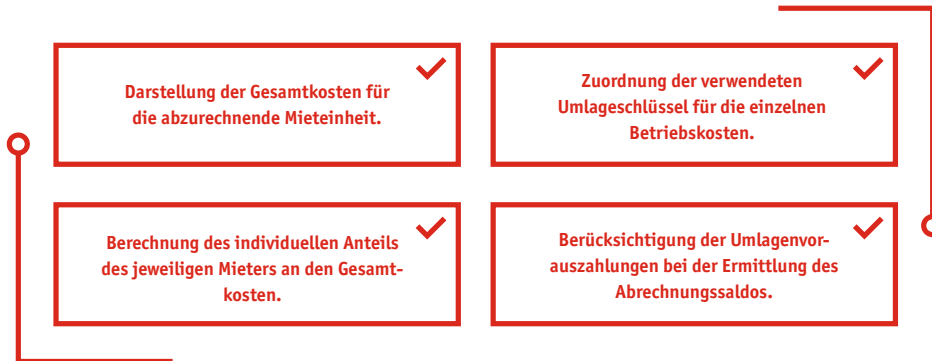 Darstellung der Gesamtkosten für
die abzurechnende Mieteinheit.
Zuordnung der verwendeten
Umlageschlüssel für die einzelnen
Betriebskosten.
Berechnung des individuellen Anteils
des jeweiligen Mieters an den Gesamt-
kosten.
Berücksichtigung der Umlagenvor-
auszahlungen bei der Ermittlung des
Abrechnungssaldos.